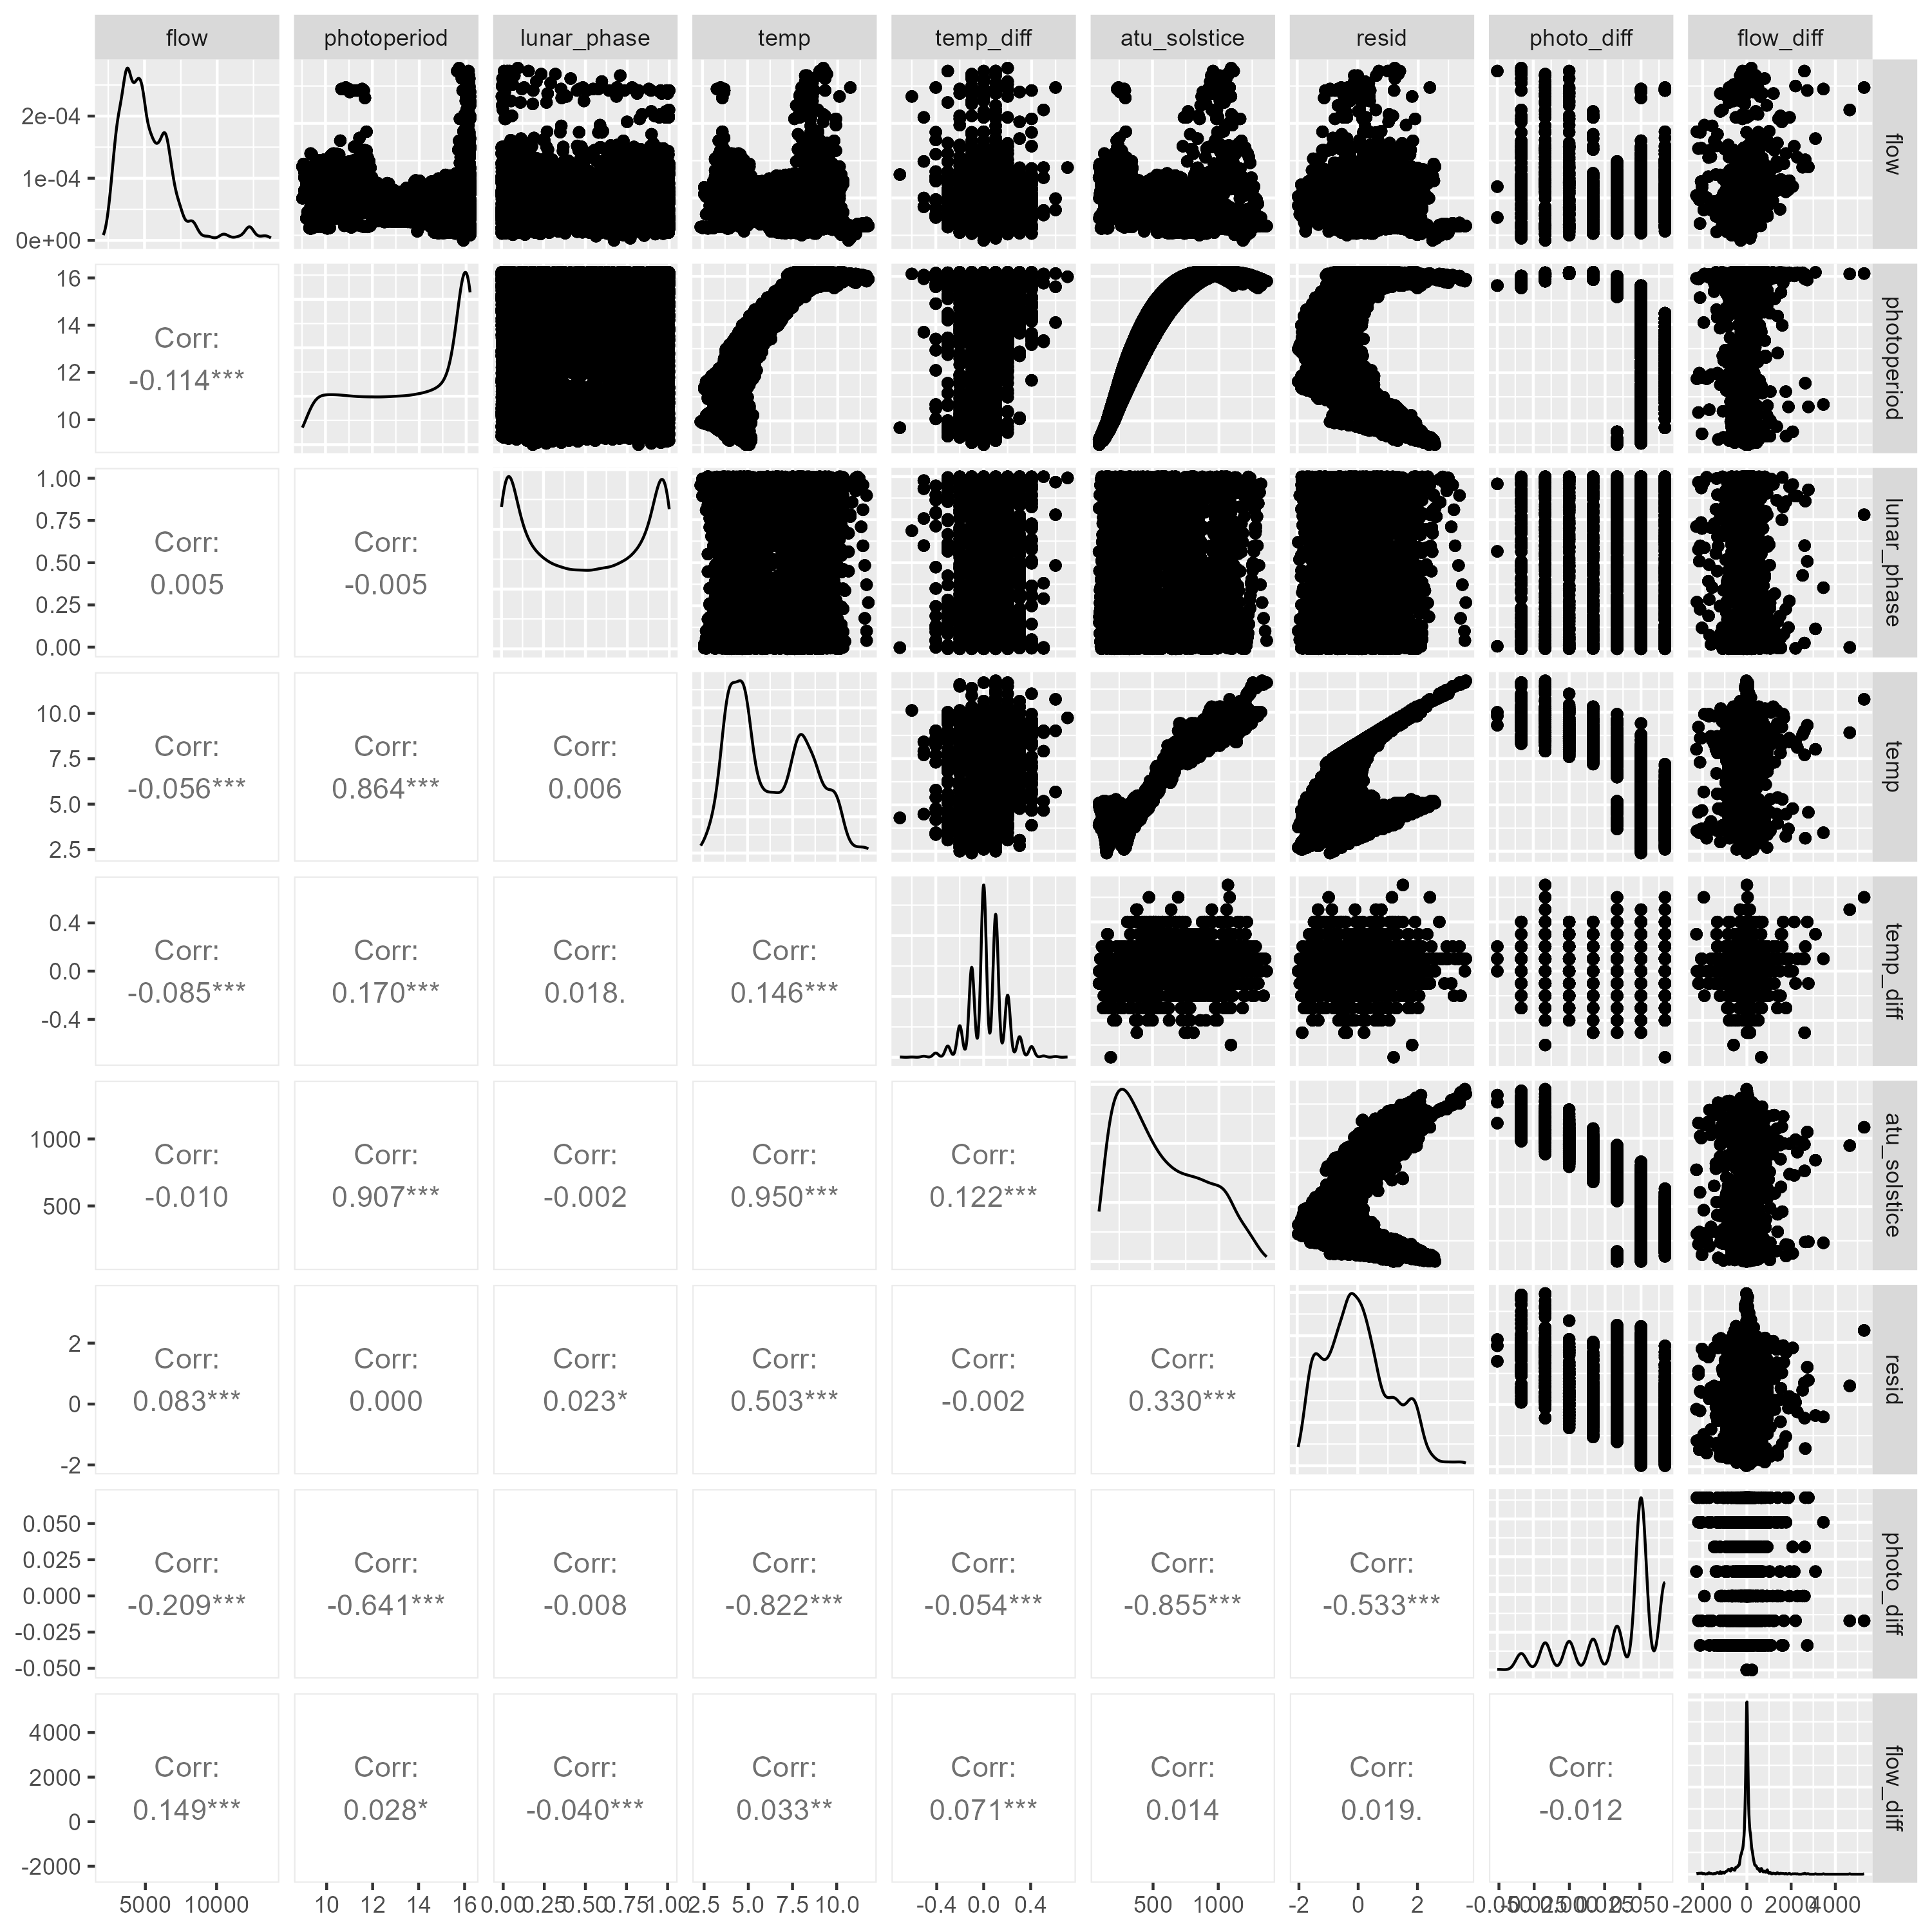 flow photoperiod lunar_phase temp temp_diff atu_solstice resid photo_diff flow_diff
2e-04
1e-04
0e+00
flow
16
14
12
10
Corr:
-0.114***
photoperiod
1.00
0.75
0.50
0.25
0.00
Corr: Corr:
0.005 -0.005
lunar_phase
10.0
7.5
5.0
2.5
Corr: Corr: Corr:
-0.056*** 0.864*** 0.006
temp
0.4
0.0
-0.4
Corr: Corr: Corr: Corr:
-0.085*** 0.170*** 0.018. 0.146***
temp_diff
1000
500
Corr: Corr: Corr: Corr: Corr:
-0.010 0.907*** -0.002 0.950*** 0.122***
atu_solstice
2
0
-2
Corr: Corr: Corr: Corr: Corr: Corr:
0.083*** 0.000 0.023* 0.503*** -0.002 0.330***
resid
0.050
0.025
0.000
-0.025
-0.050
Corr: Corr: Corr: Corr: Corr: Corr: Corr:
-0.209*** -0.641*** -0.008 -0.822*** -0.054*** -0.855*** -0.533***
photo_diff
4000
2000
0
-2000
Corr: Corr: Corr: Corr: Corr: Corr: Corr: Corr:
0.149*** 0.028* -0.040*** 0.033** 0.071*** 0.014 0.019. -0.012
flow_diff
5000 10000 10 12 14 16 0.00 0.25 0.50 0.75 1.00 2.5 5.0 7.5 10.0 -0.4 0.0 0.4 500 1000 -2 0 2 -0.050 -0.025 0.000 0.025 0.050 -2000 0 2000 4000